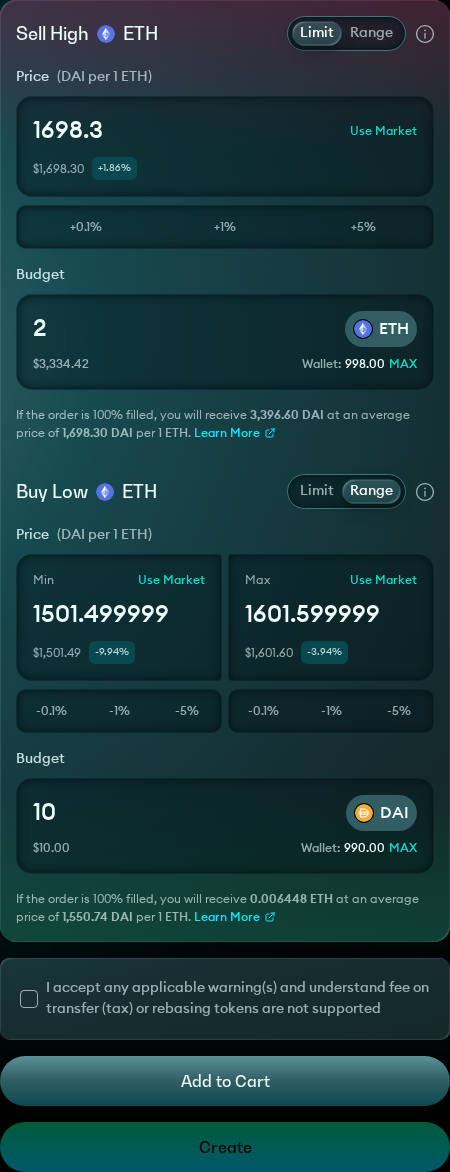 Sell High ETH Limit Range
Price (DAI per 1 ETH)
1698.3 Use Market
$1,698.30 +1.86%
+0.1% +1% +5%
Budget
2 ETH
$3,334.42 Wallet: 998.00 MAX
If the order is 100% filled, you will receive 3,396.60 DAI at an average
price of 1,698.30 DAI per 1 ETH. Learn More
Buy Low ETH Limit Range
Price (DAI per 1 ETH)
Min Use Market Max Use Market
1501.499999 1601.599999
$1,501.49 -9.94% $1,601.60 -3.94%
-0.1% -1% -5% -0.1% -1% -5%
Budget
10 DAI
$10.00 Wallet: 990.00 MAX
If the order is 100% filled, you will receive 0.006448 ETH at an average
price of 1,550.74 DAI per 1 ETH. Learn More
I accept any applicable warning(s) and understand fee on
transfer (tax) or rebasing tokens are not supported
Add to Cart
Create